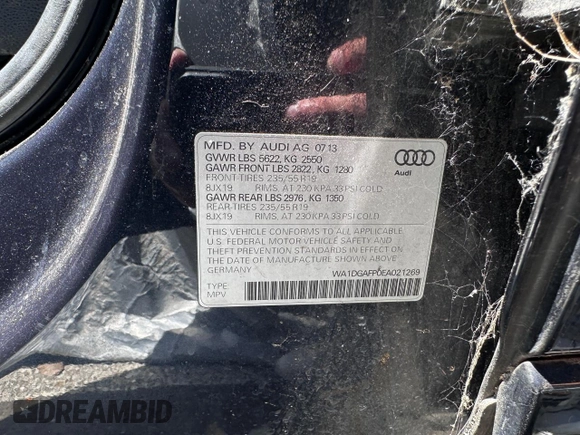 MFD. BY AUDI AG 07 13
GVWR LBS 5622, KG 2550
GAWR FRONT LBS 2822, KG 1280
FRONT-TIRES 235/55 R19
8JX19 RIMS, AT 230 KPA 33 PSI COLD
GAWR REAR LBS 2976, KG 1350
REAR-TIRES 235/55 R19
8JX19 RIMS, AT 230 KPA 33 PSI COLD
Audi
THIS VEHICLE CONFORMS TO ALL APPLICABLE
U.S. FEDERAL MOTOR VEHICLE SAFETY AND
THEFT PREVENTION STANDARDS IN EFFECT ON
THE DATE OF MANUFACTURE SHOWN ABOVE
GERMANY
WA1DGAFP0EA021269
TYPE:
MPV
DREAMBID